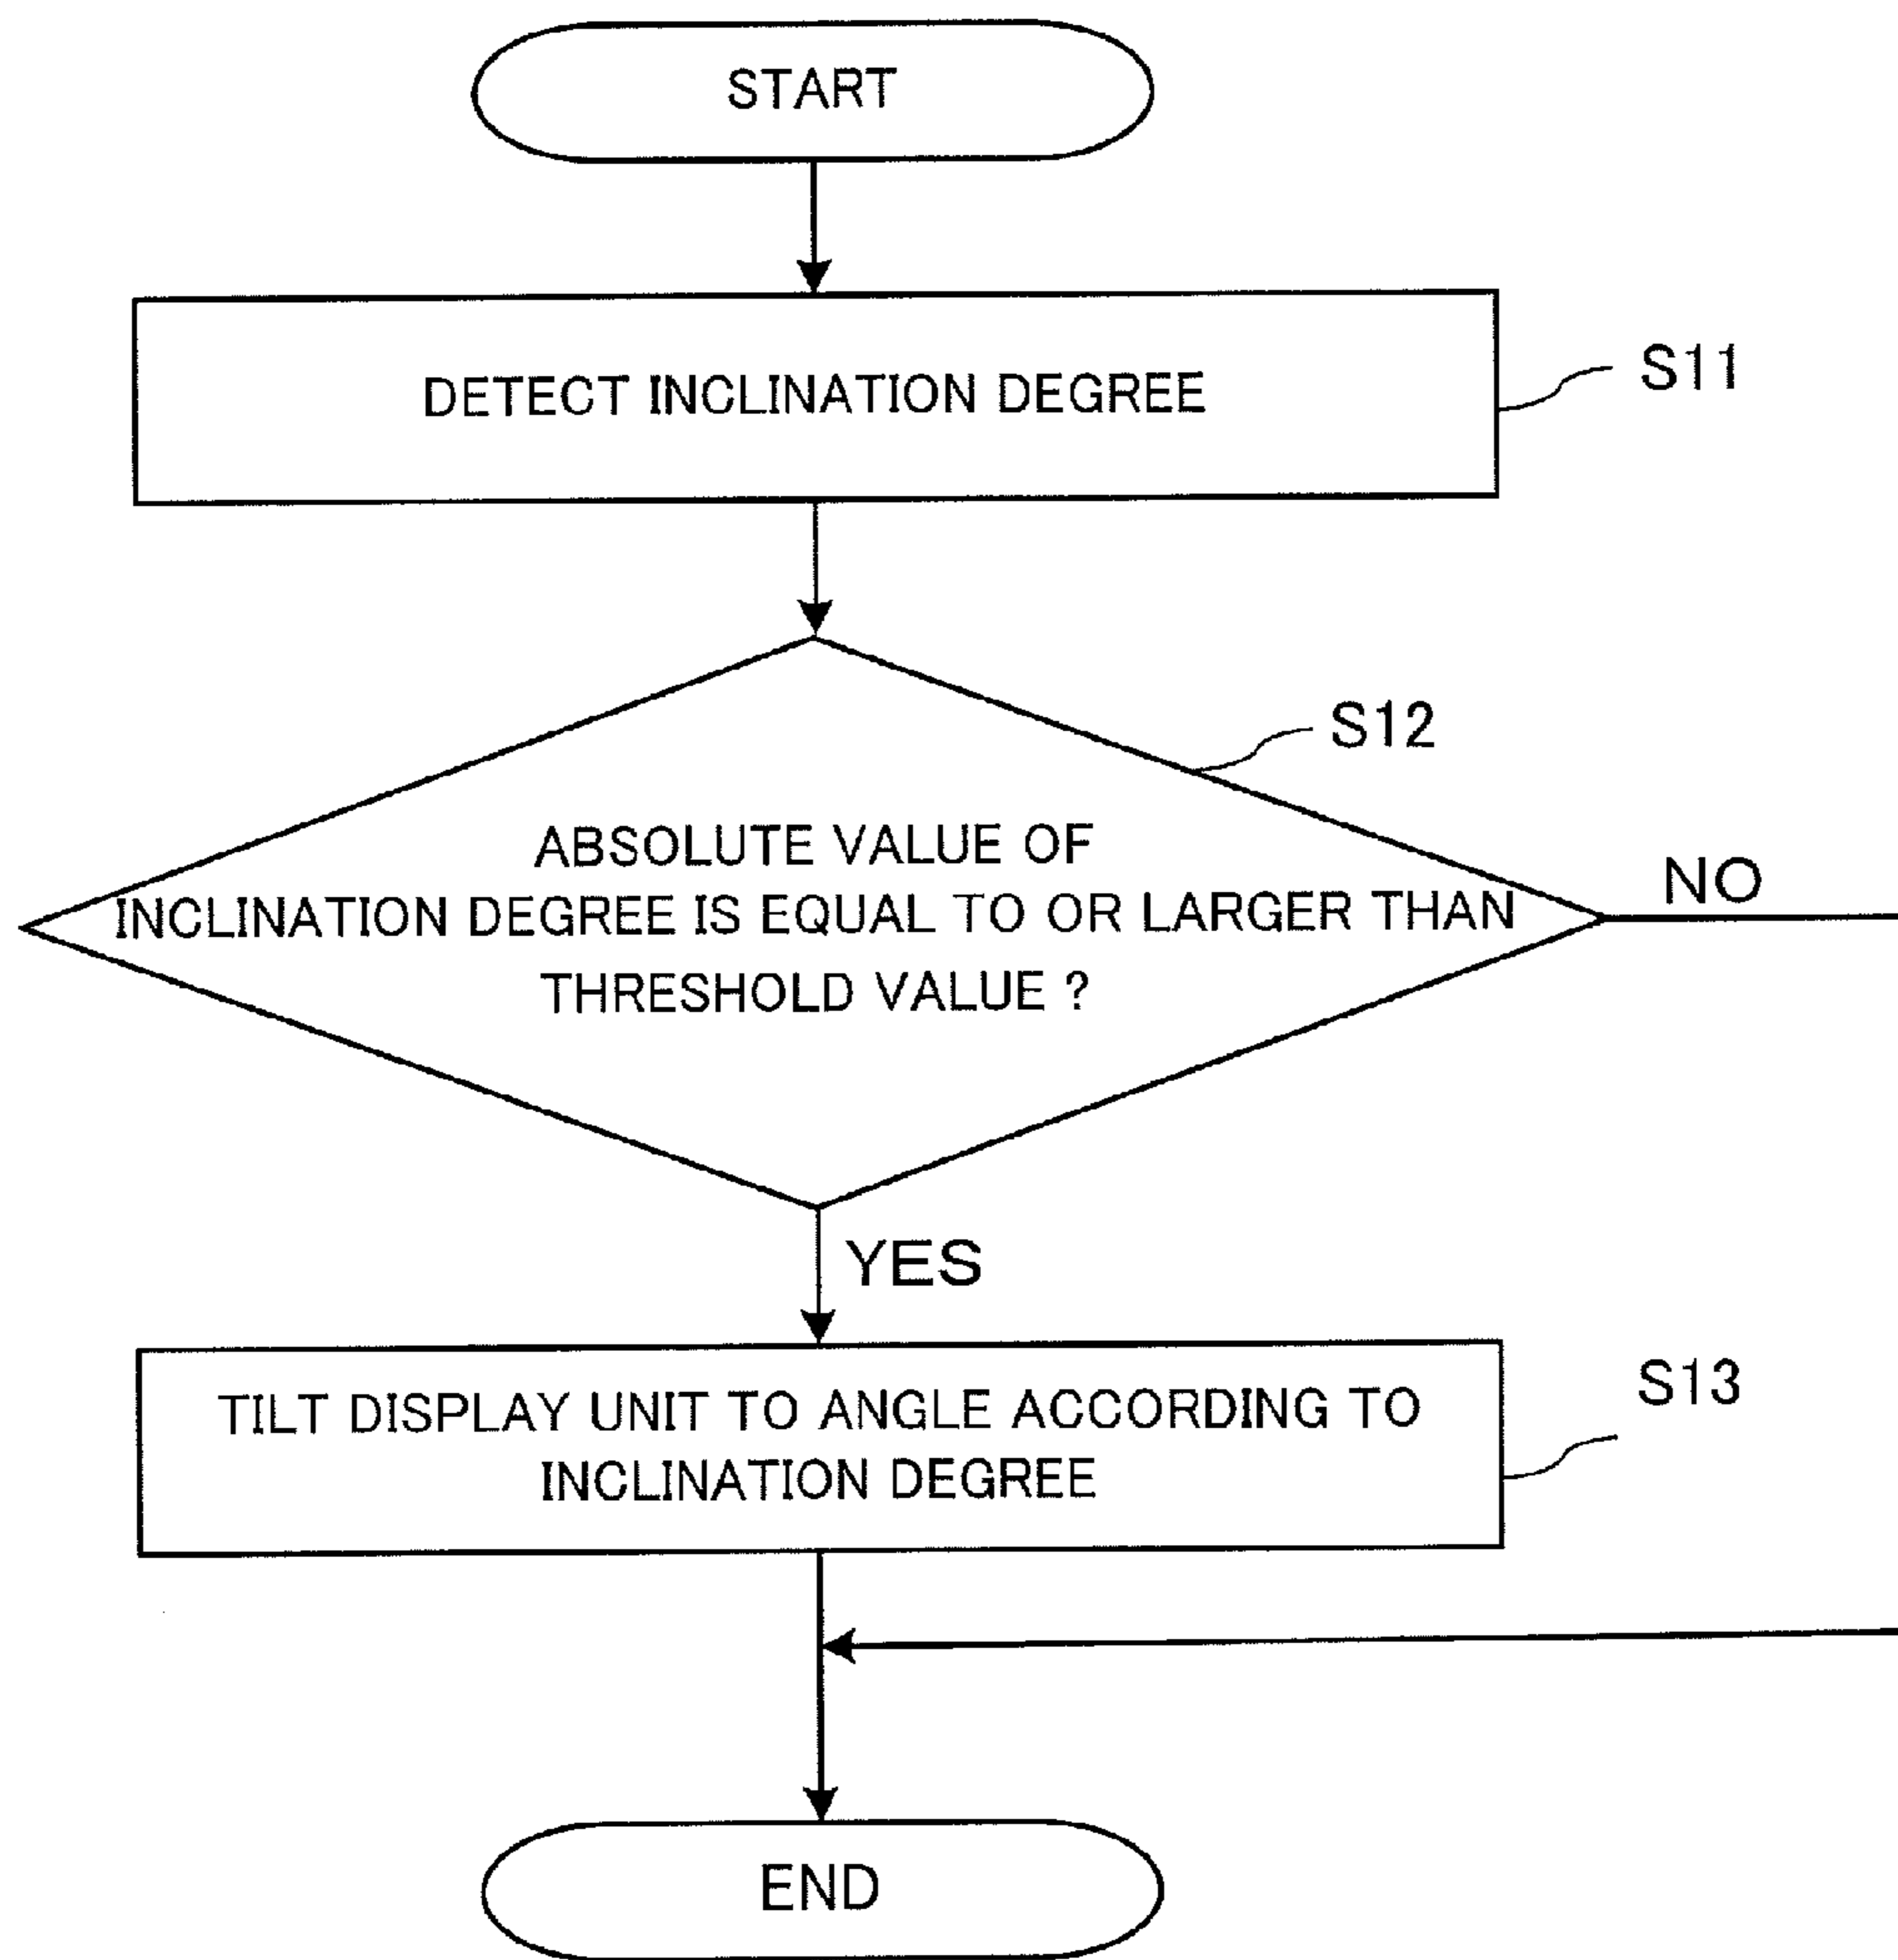 START
DETECT INCLINATION DEGREE
S11
S12
ABSOLUTE VALUE OF
INCLINATION DEGREE IS EQUAL TO OR LARGER THAN
THRESHOLD VALUE ?
NO
YES
TILT DISPLAY UNIT TO ANGLE ACCORDING TO
INCLINATION DEGREE
S13
END